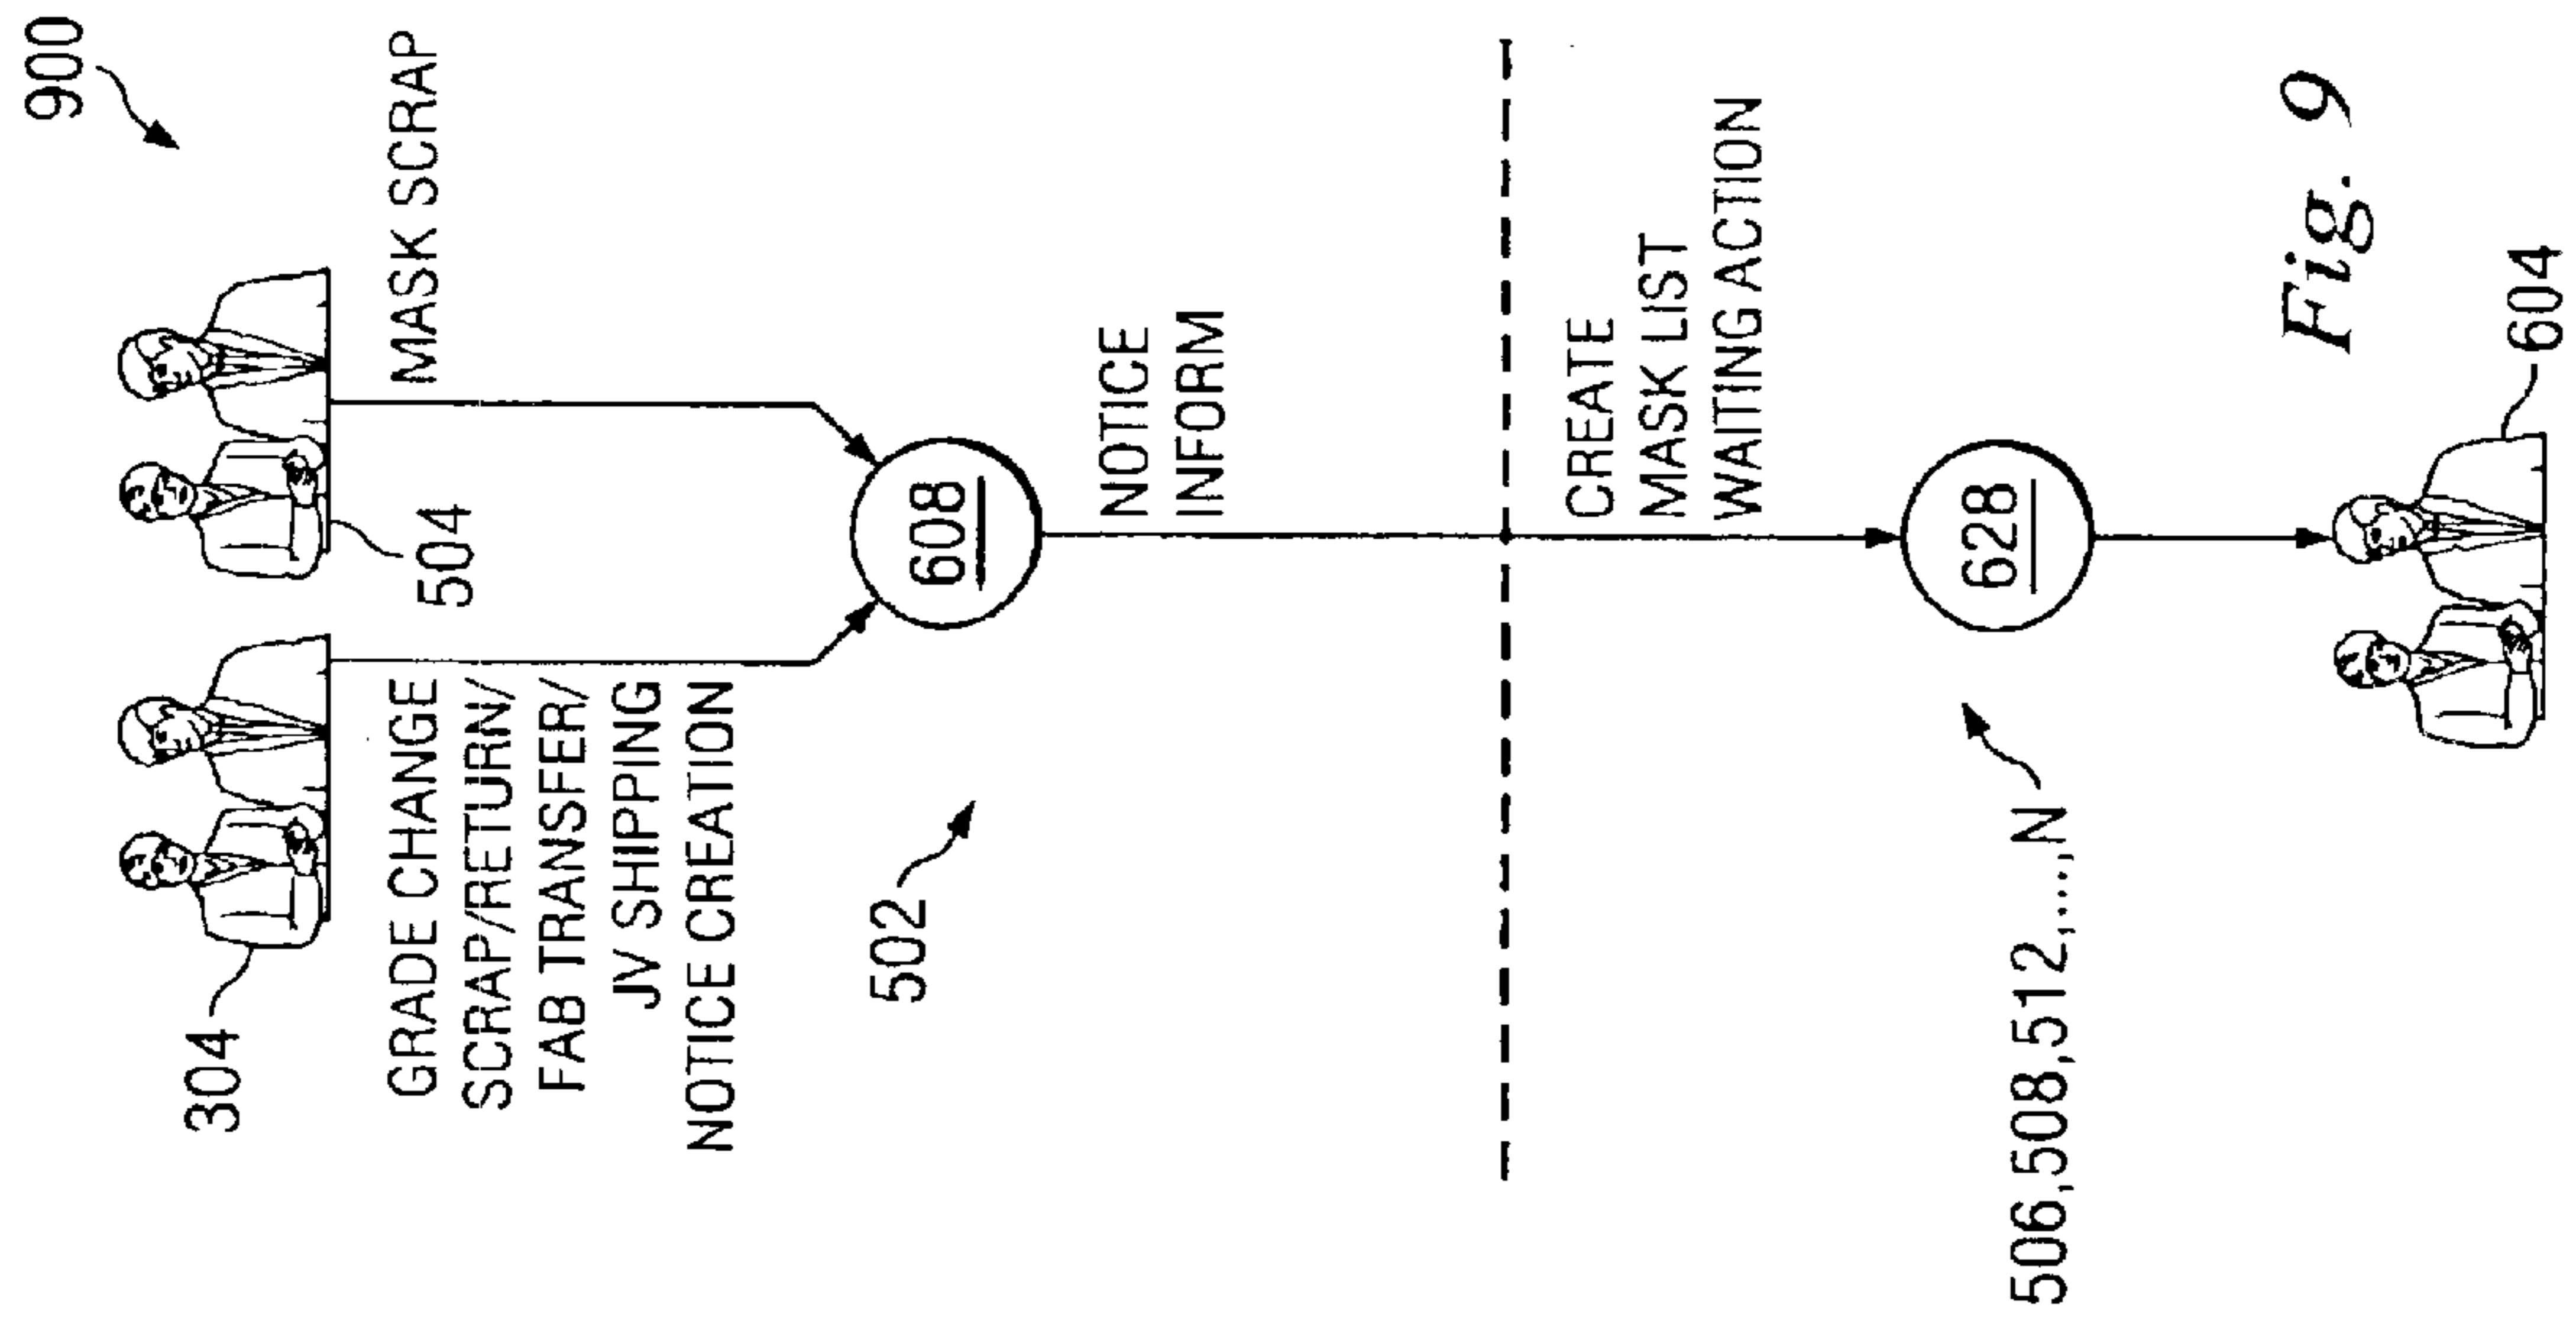 900
MASK SCRAP
504
304
GRADE CHANGE
SCRAP/RETURN/
FAB TRANSFER/
JV SHIPPING
NOTICE CREATION
608
502
NOTICE
INFORM
CREATE
MASK LIST
WAITING ACTION
628
506,508,512,....,N
604
Fig. 9